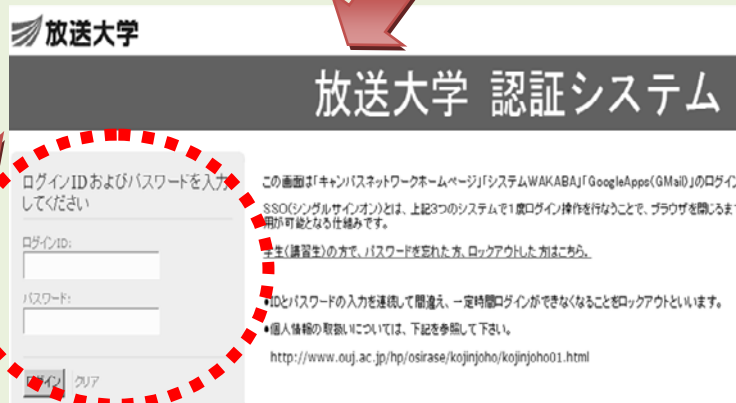 放送大学
放送大学 認証システム
ログインIDおよびパスワードを入力
してください
ログインID:
パスワード:
ログイン クリア
この画面は「キャンパスネットワークホームページ」「システムWAKABA」「GoogleApps(GMail)」のログイン
SSO(シングルサインオン)とは、上記3つのシステムで1度ログイン操作を行なうことで、ブラウザを閉じるま
用が可能となる仕組みです。
学生(講習生)の方で、パスワードを忘れた方、ロックアウトした方はこちら。
•IDとパスワードの入力を連続して間違え、一定時間ログインができなくなることをロックアウトといいます。
•個人情報の取扱いについては、下記を参照して下さい。
http://www.ouj.ac.jp/hp/osirase/kojinjoho/kojinjoho01.html